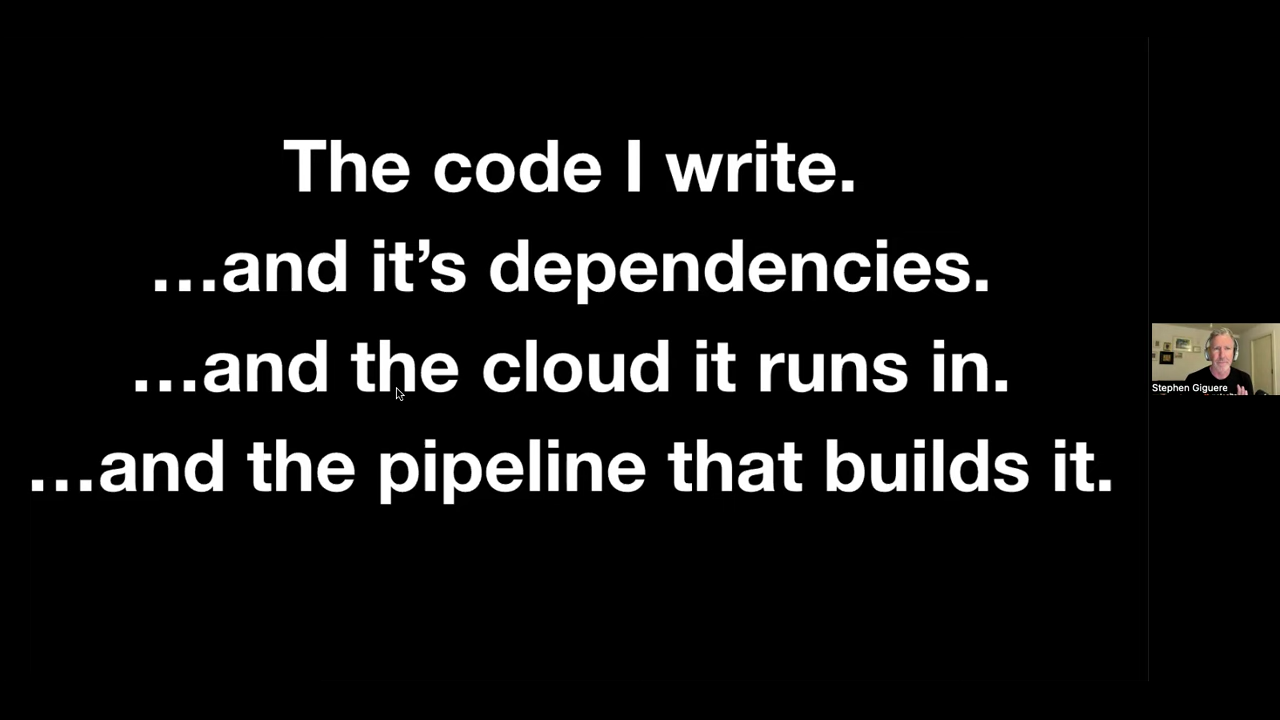 The code I write.
…and it’s dependencies.
…and the cloud it runs in.
…and the pipeline that builds it.
Stephen Giguere